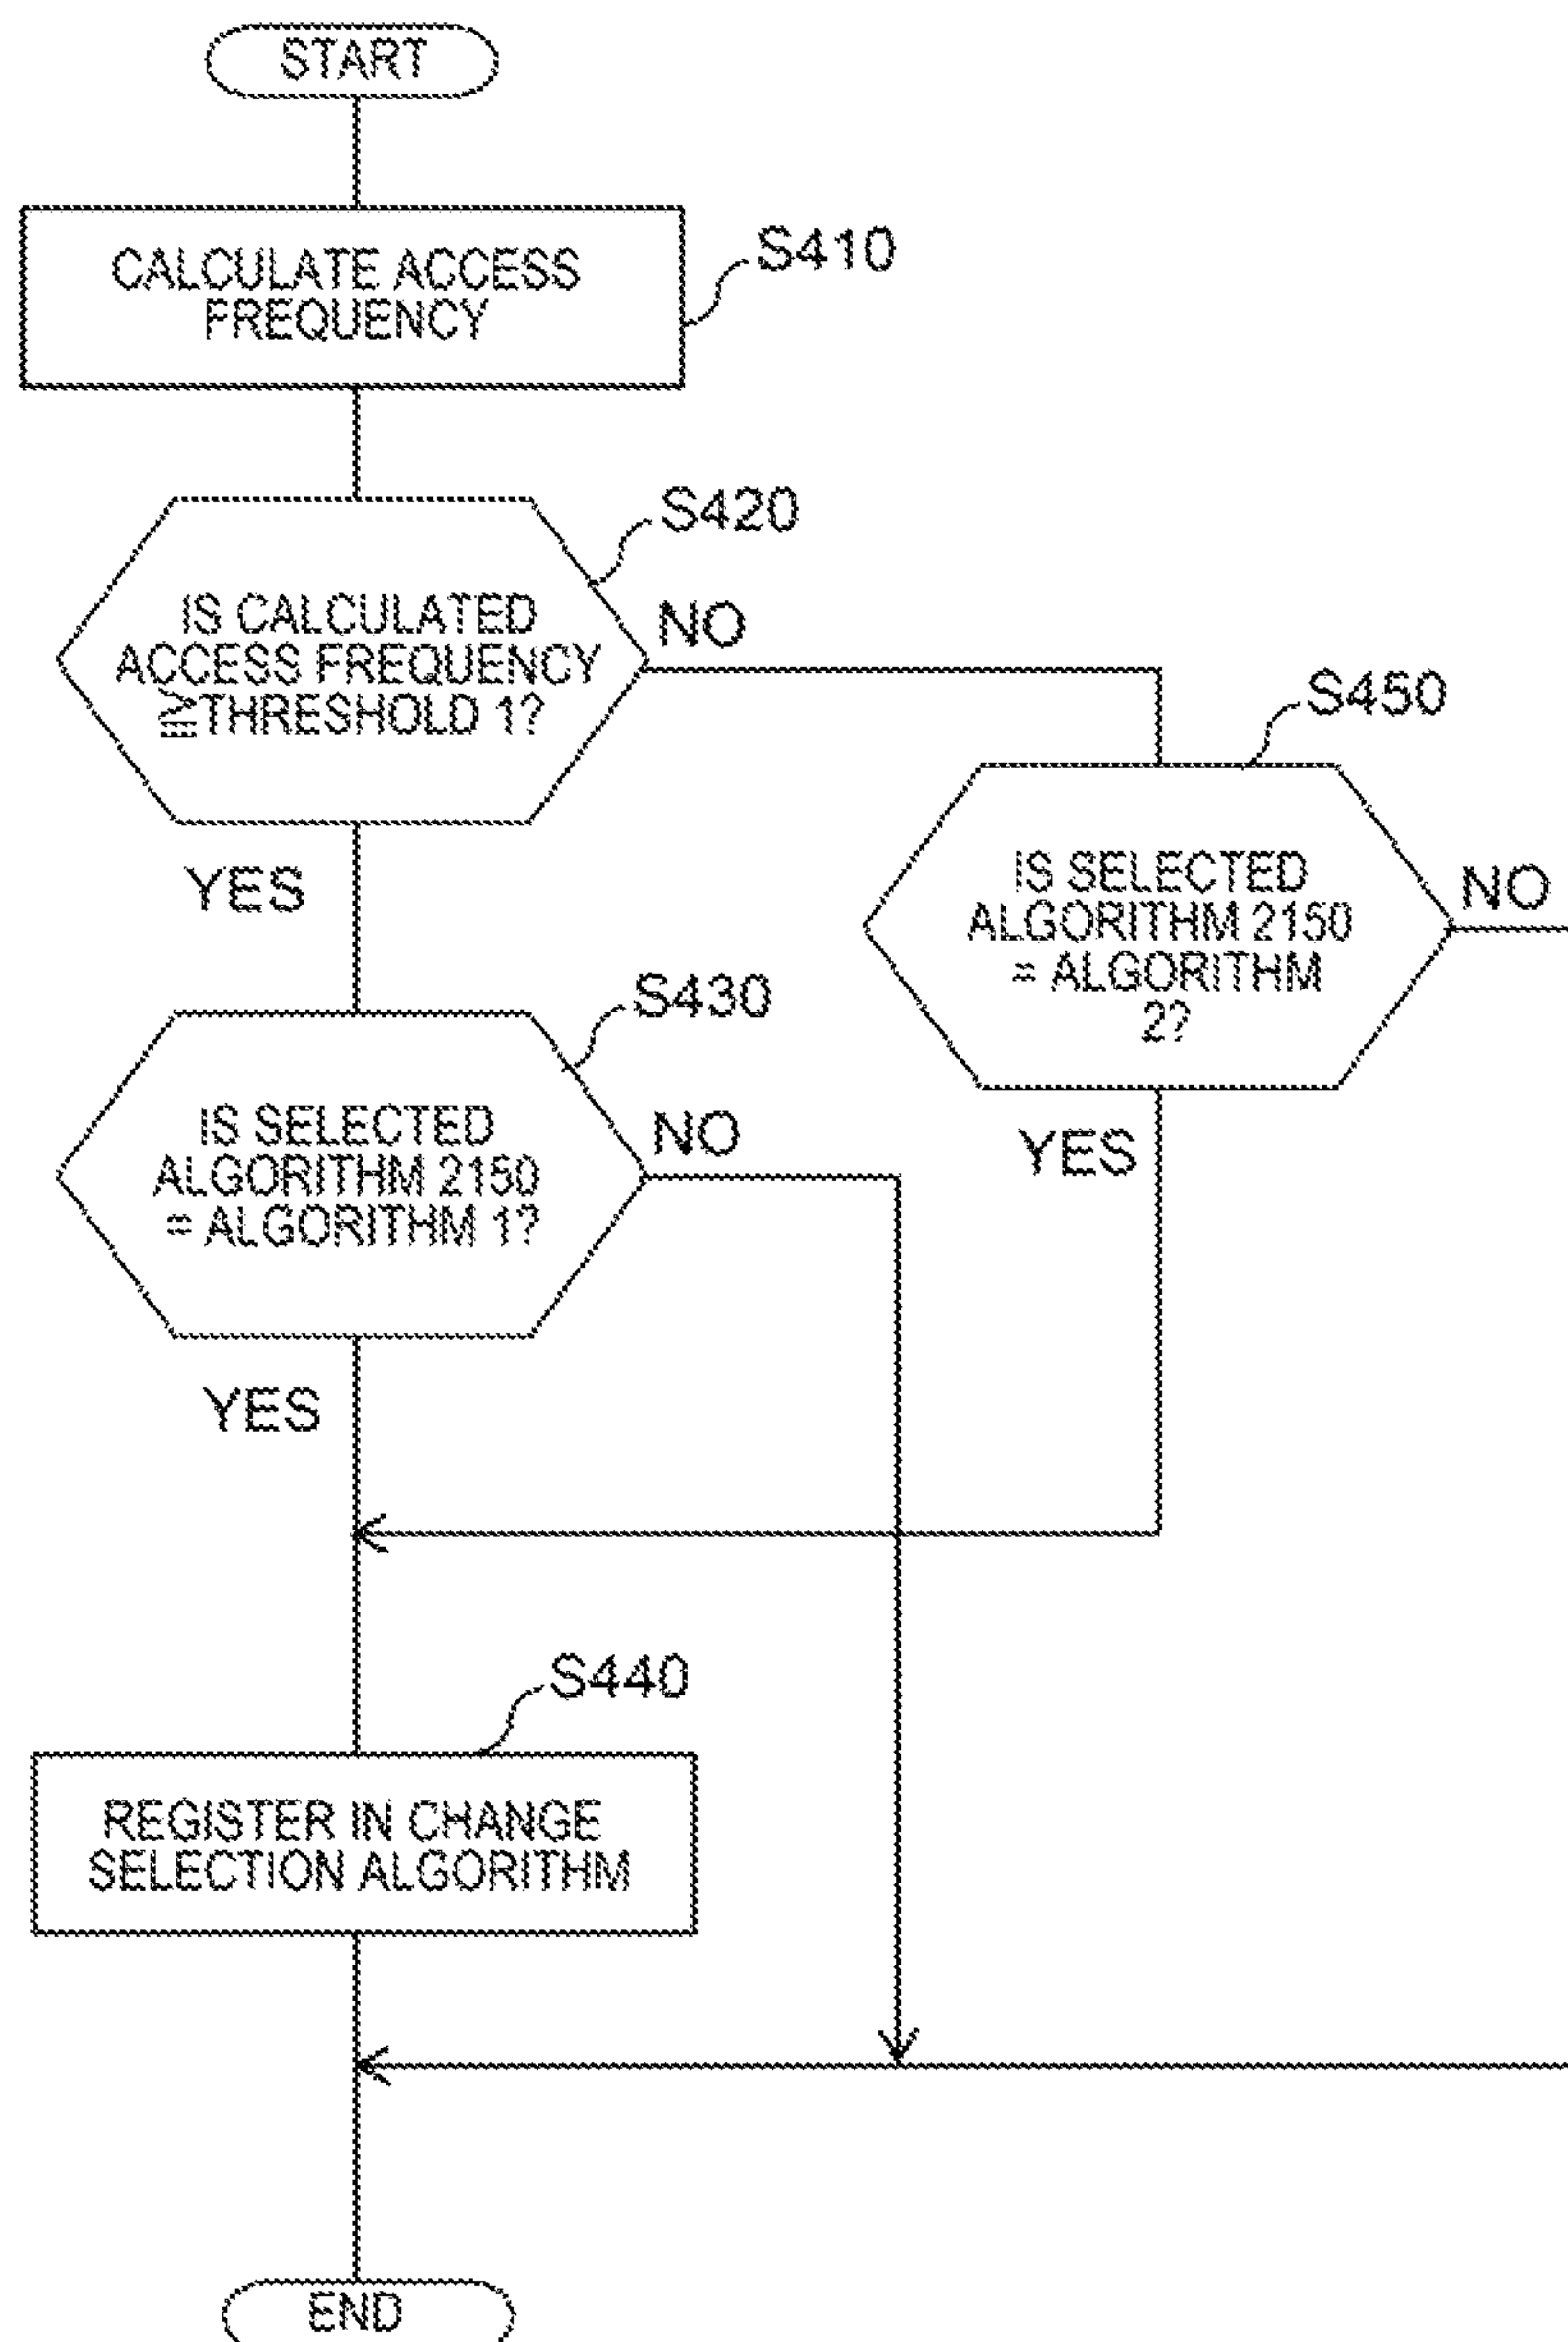 START
CALCULATE ACCESS
FREQUENCY
S410
IS CALCULATED
ACCESS FREQUENCY
≧THRESHOLD 1?
S420
NO
YES
S450
IS SELECTED
ALGORITHM 2150
= ALGORITHM
2?
NO
YES
S430
IS SELECTED
ALGORITHM 2150
= ALGORITHM 1?
NO
YES
S440
REGISTER IN CHANGE
SELECTION ALGORITHM
END